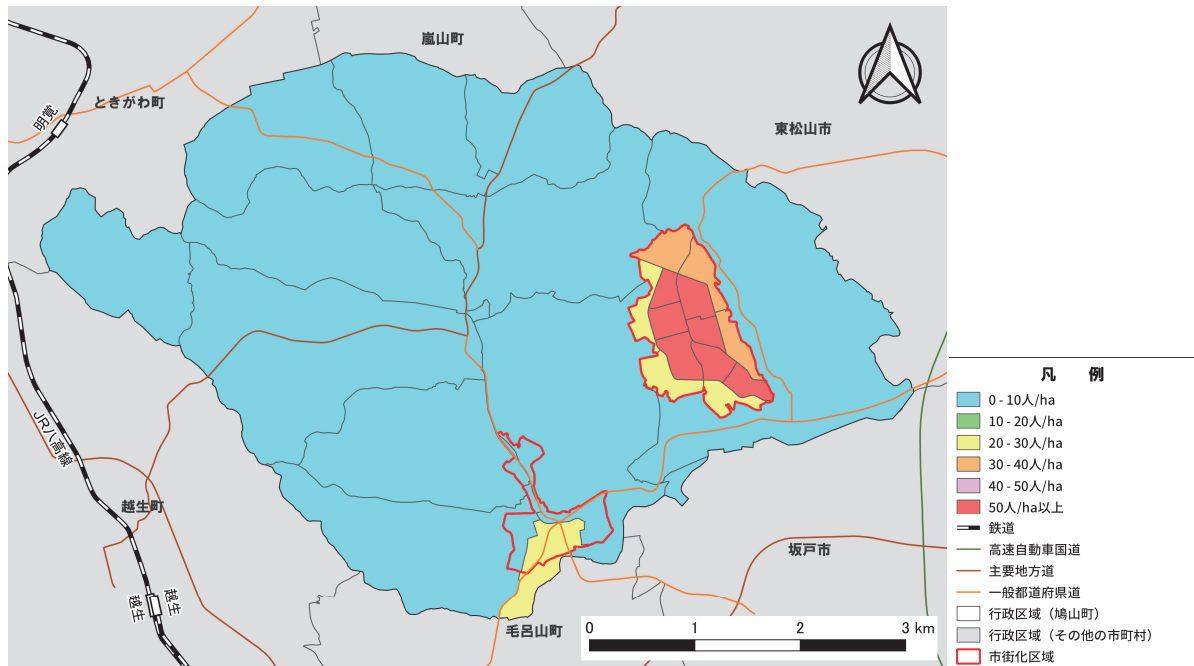 嵐山町
ときがわ町
明覚
東松山市
JR八高線
越生町
越生
越生
毛呂山町
坂戸市
0 1 2 3 km
凡 例
0 - 10人/ha
10 - 20人/ha
20 - 30人/ha
30 - 40人/ha
40 - 50人/ha
50人/ha以上
鉄道
高速自動車国道
主要地方道
一般都道府県道
行政区域（鳩山町）
行政区域（その他の市町村）
市街化区域